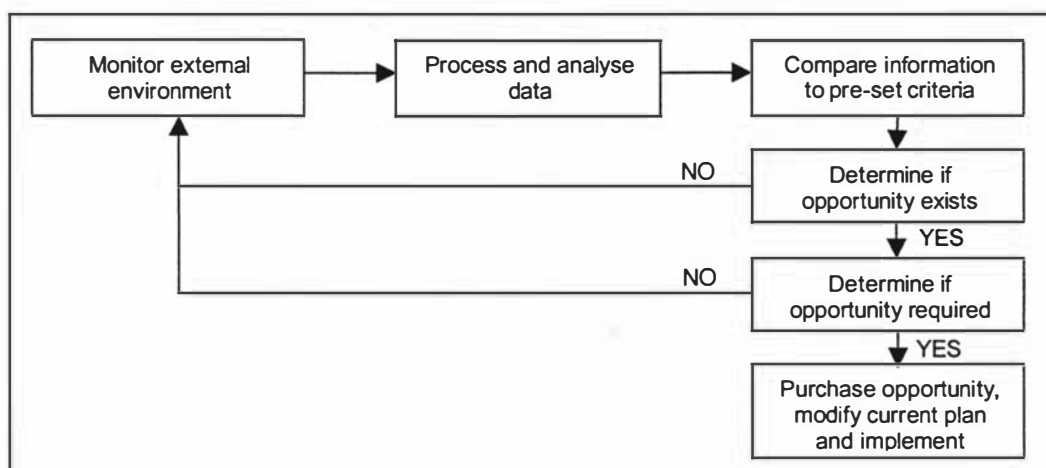 Monitor external
environment
Process and analyse
data
Compare information
to pre-set criteria
NO
Determine if
opportunity exists
YES
NO
Determine if
opportunity required
YES
Purchase opportunity,
modify current plan
and implement